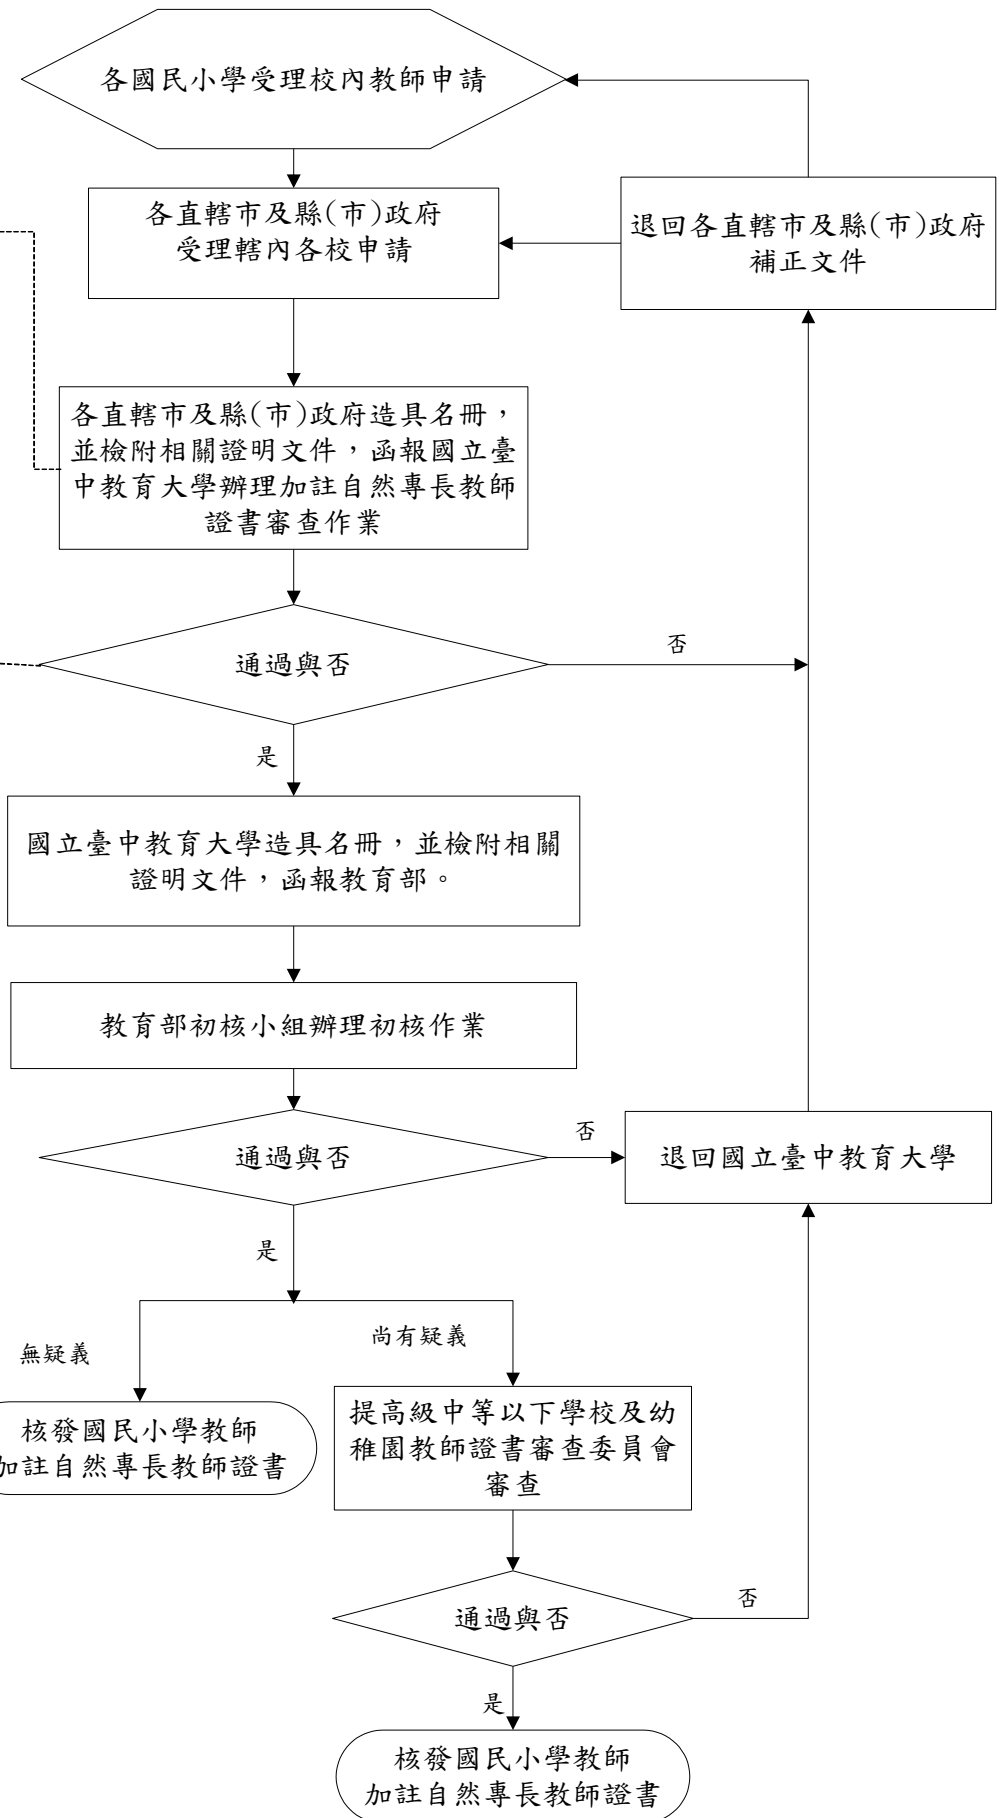 各國民小學受理校內教師申請
各直轄市及縣(市)政府
受理轄內各校申請
退回各直轄市及縣(市)政府
補正文件
各直轄市及縣(市)政府造具名冊，
並檢附相關證明文件，函報國立臺
中教育大學辦理加註自然專長教師
證書審查作業
通過與否
否
是
國立臺中教育大學造具名冊，並檢附相關
證明文件，函報教育部。
教育部初核小組辦理初核作業
通過與否
否
退回國立臺中教育大學
是
無疑義
尚有疑義
核發國民小學教師
加註自然專長教師證書
提高級中等以下學校及幼
稚園教師證書審查委員會
審查
通過與否
否
是
核發國民小學教師
加註自然專長教師證書